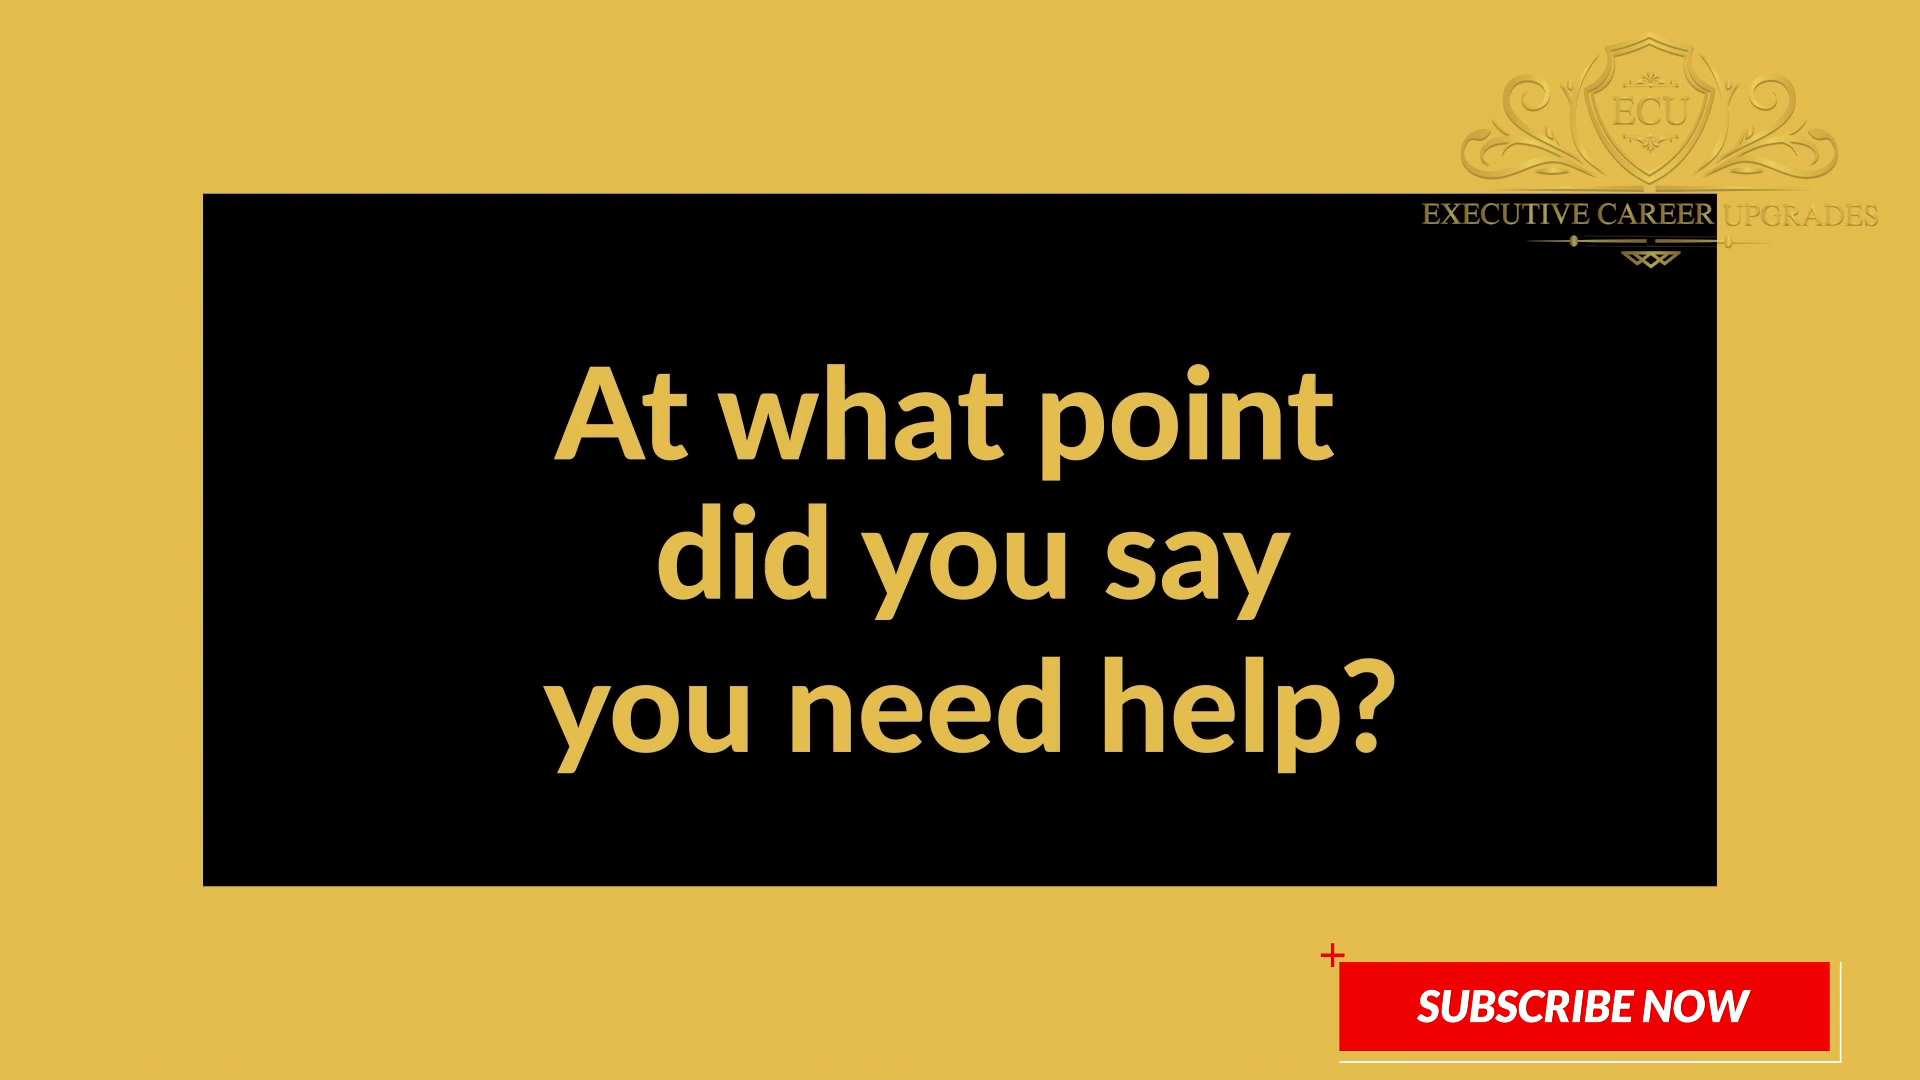 ECU
EXECUTIVE CAREER UPGRADES
At what point
did you say
you need help?
SUBSCRIBE NOW